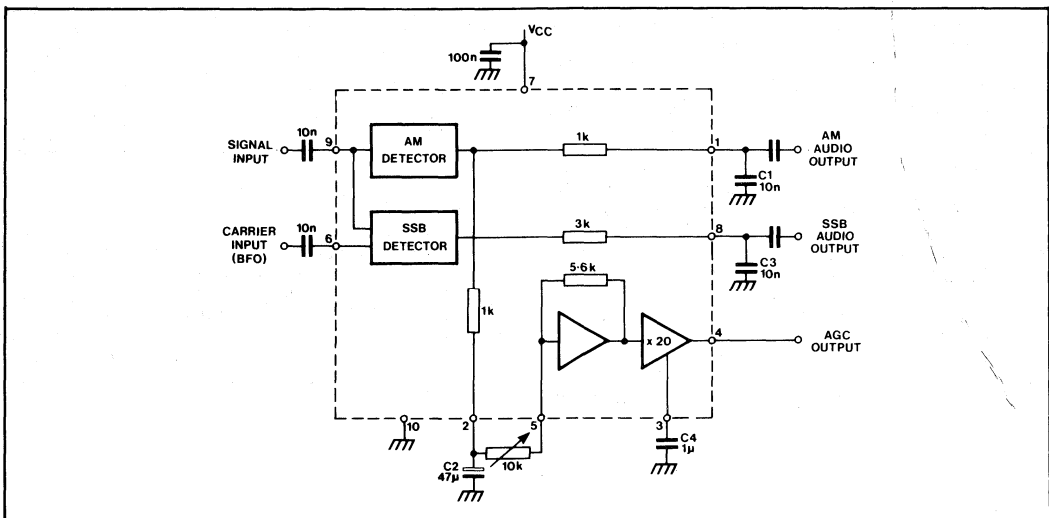 VCC
100n
7
10n
SIGNAL
INPUT
9
AM
DETECTOR
1k
1
AM
AUDIO
OUTPUT
C1
10n
10n
CARRIER
INPUT
(BFO)
6
SSB
DETECTOR
3k
8
SSB
AUDIO
OUTPUT
C3
10n
5·6k
1k
x 20
4
AGC
OUTPUT
10
2
5
3
C2
47µ
10k
C4
1µ